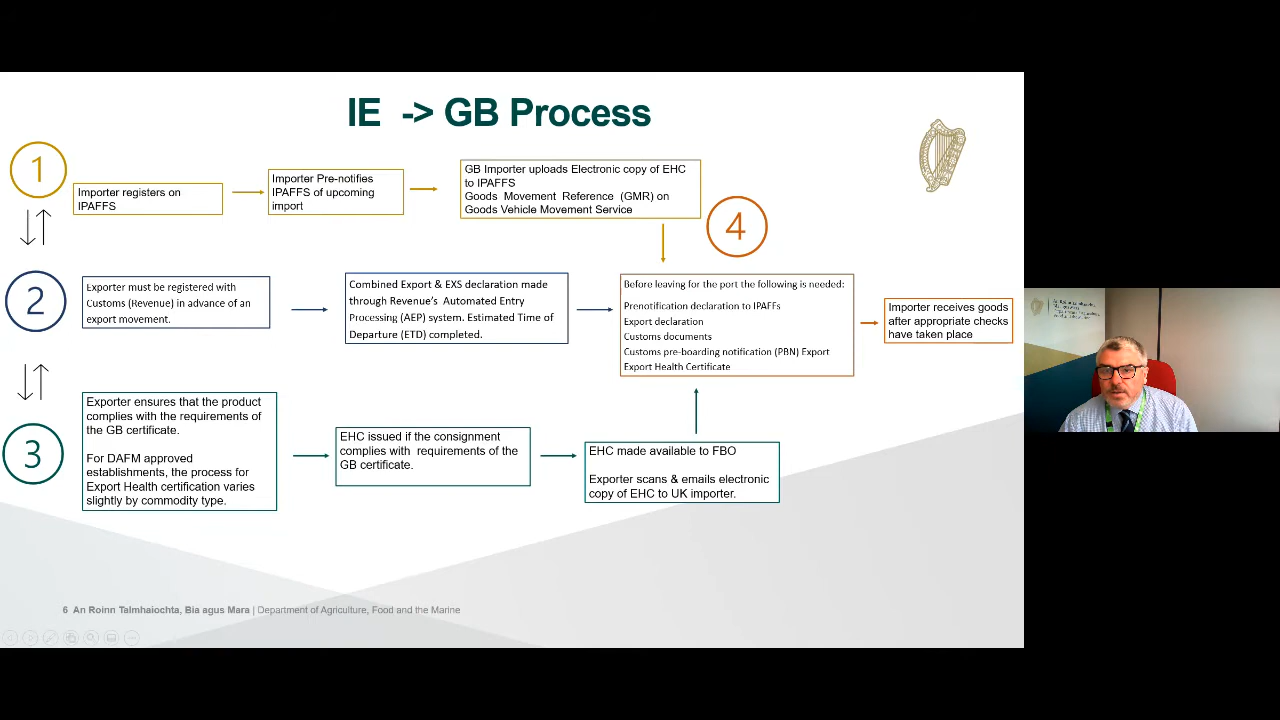 IE -> GB Process
1
Importer registers on
IPAFFS
Importer Pre-notifies
IPAFFS of upcoming
import
GB Importer uploads Electronic copy of EHC
to IPAFFS
Goods Movement Reference (GMR) on
Goods Vehicle Movement Service
4
2
Exporter must be registered with
Customs (Revenue) in advance of an
export movement.
Combined Export & EXS declaration made
through Revenue's Automated Entry
Processing (AEP) system. Estimated Time of
Departure (ETD) completed.
Before leaving for the port the following is needed:
Prenotification declaration to IPAFFs
Export declaration
Customs documents
Customs pre-boarding notification (PBN) Export
Export Health Certificate
Importer receives goods
after appropriate checks
have taken place
3
Exporter ensures that the product
complies with the requirements of
the GB certificate.
For DAFM approved
establishments, the process for
Export Health certification varies
slightly by commodity type.
EHC issued if the consignment
complies with requirements of the
GB certificate.
EHC made available to FBO
Exporter scans & emails electronic
copy of EHC to UK importer.
6 An Roinn Talmhaiochta, Bia agus Mara | Department of Agriculture, Food and the Marine